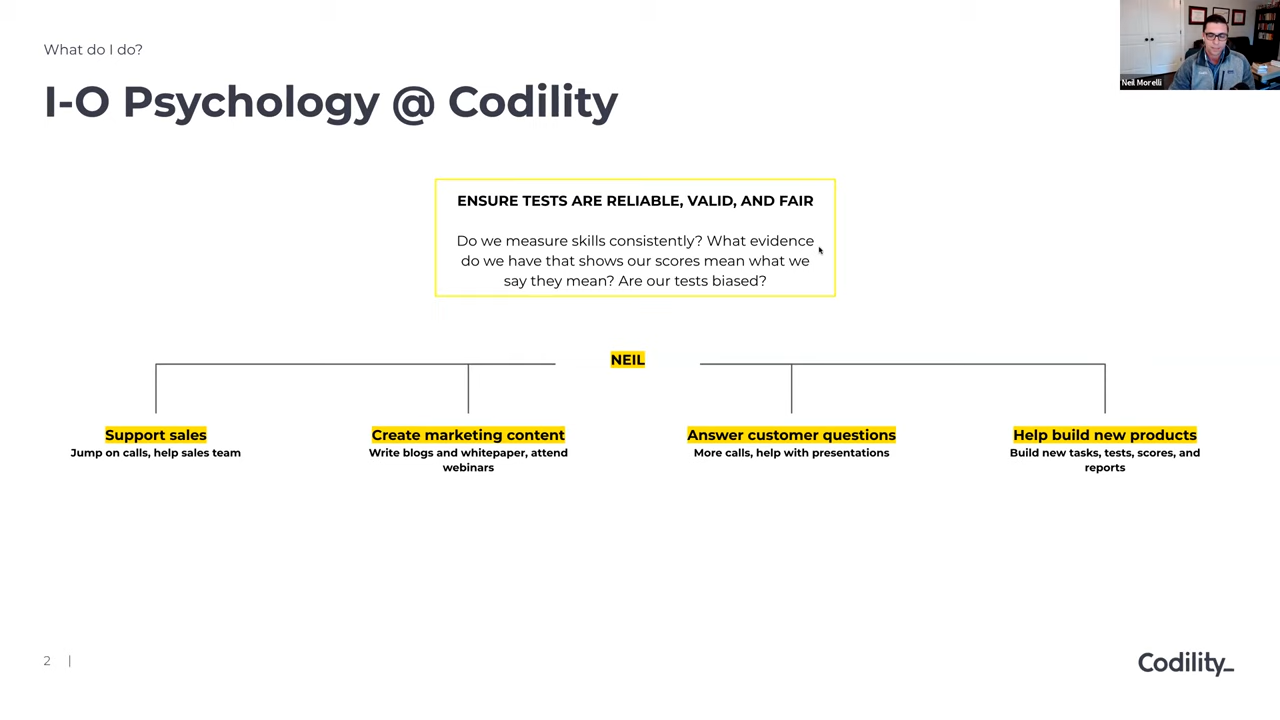 What do I do?
I-O Psychology @ Codility
Neil Morelli
ENSURE TESTS ARE RELIABLE, VALID, AND FAIR
Do we measure skills consistently? What evidence
do we have that shows our scores mean what we
say they mean? Are our tests biased?
NEIL
Support sales
Jump on calls, help sales team
Create marketing content
Write blogs and whitepaper, attend
webinars
Answer customer questions
More calls, help with presentations
Help build new products
Build new tasks, tests, scores, and
reports
2 |
Codility_